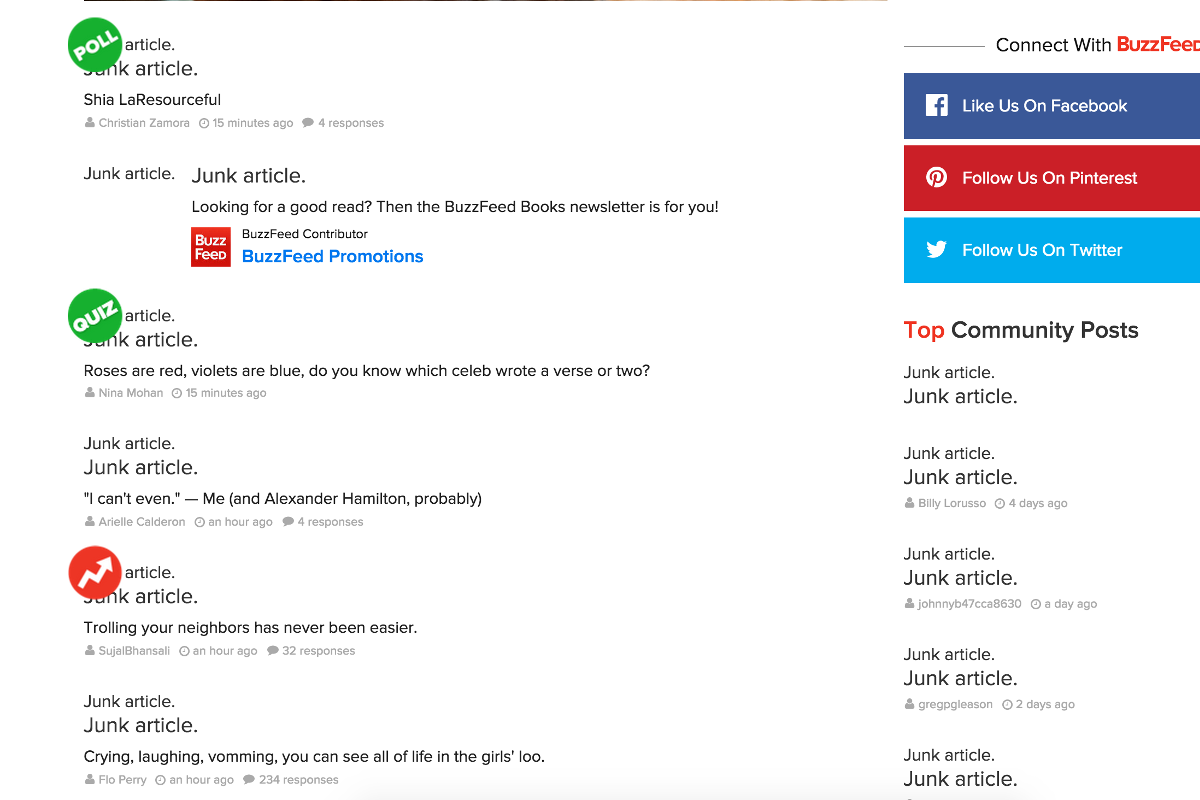 POLL
article.
Junk article.
Shia LaResourceful
Christian Zamora 15 minutes ago 4 responses
Junk article.
Junk article.
Looking for a good read? Then the BuzzFeed Books newsletter is for you!
Buzz
FeeD
BuzzFeed Contributor
BuzzFeed Promotions
QUIZ
article.
Junk article.
Roses are red, violets are blue, do you know which celeb wrote a verse or two?
Nina Mohan 15 minutes ago
Junk article.
Junk article.
"I can't even." — Me (and Alexander Hamilton, probably)
Arielle Calderon an hour ago 4 responses
article.
Junk article.
Trolling your neighbors has never been easier.
SujalBhansali an hour ago 32 responses
Junk article.
Junk article.
Crying, laughing, vomming, you can see all of life in the girls' loo.
Flo Perry an hour ago 234 responses
Connect With BuzzFeed
Like Us On Facebook
Follow Us On Pinterest
Follow Us On Twitter
Top Community Posts
Junk article.
Junk article.
Junk article.
Junk article.
Billy Lorusso 4 days ago
Junk article.
Junk article.
johnnyb47cca8630 a day ago
Junk article.
Junk article.
gregpgleason 2 days ago
Junk article.
Junk article.